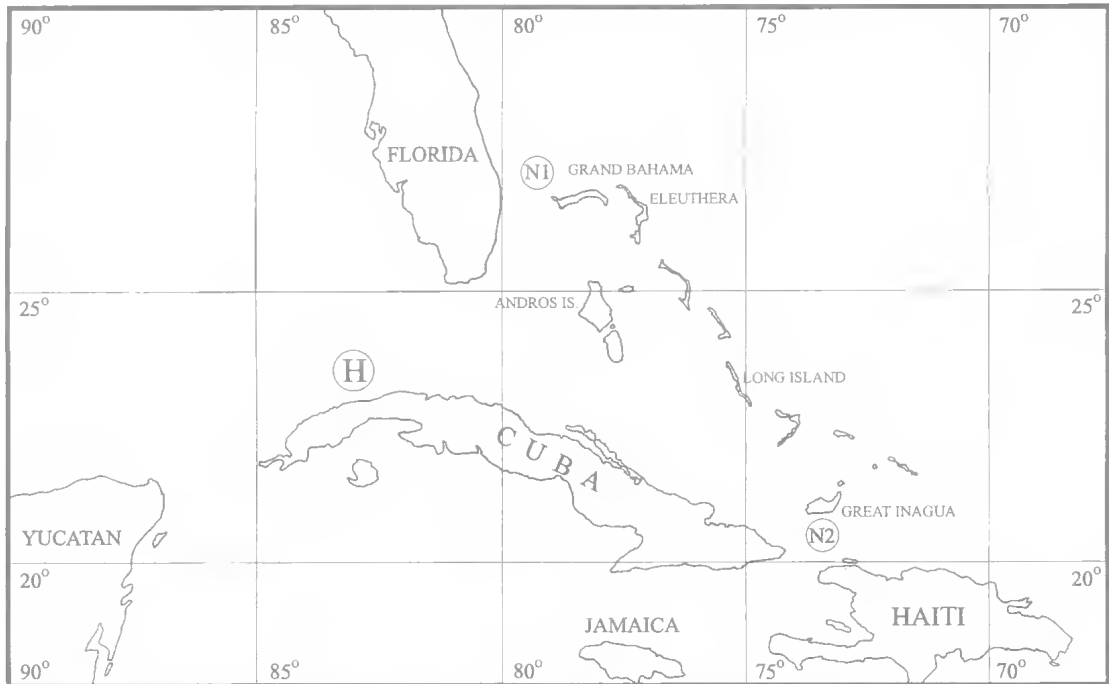 90° 85° 80° 75° 70°
FLORIDA
N1 GRAND BAHAMA
ELEUTHERA
25° ANDROS IS. 25°
H
LONG ISLAND
CUBA
GREAT INAGUA
YUCATAN N2
20° 20°
JAMAICA HAITI
90° 85° 80° 75° 70°